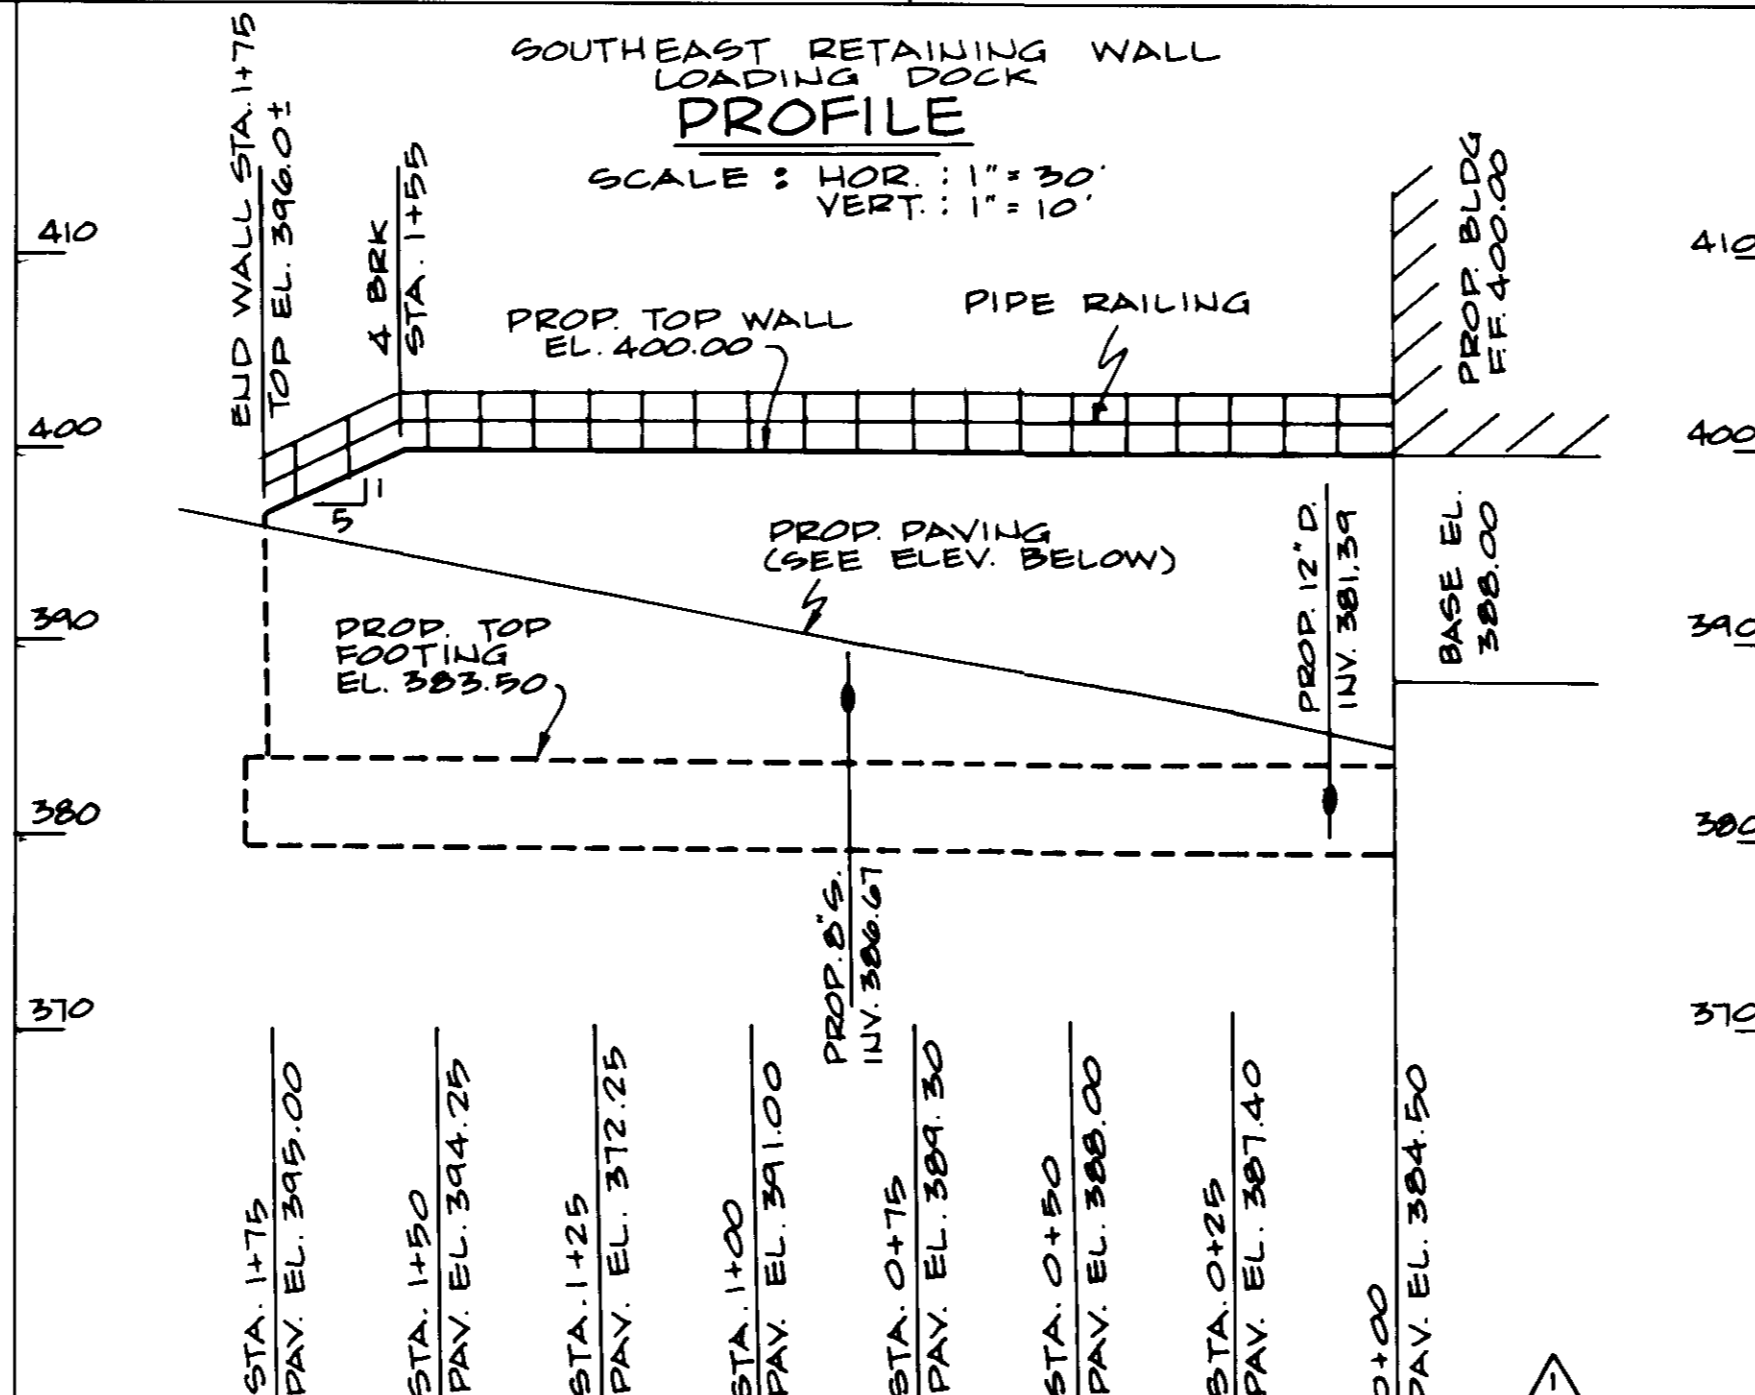 SOUTHEAST RETAINING WALL
LOADING DOCK
PROFILE
SCALE : HOR. : 1" = 30'
VERT. : 1" = 10'
END WALL STA. 1+75
TOP EL. 396.0±
4 BRK
STA. 1+55
PROP. TOP WALL
EL. 400.00
PIPE RAILING
PROP. BLDG
F.F. 400.00
410
400
390
380
370
410
400
390
380
370
1
5
PROP. PAVING
(SEE ELEV. BELOW)
PROP. TOP
FOOTING
EL. 383.50
PROP. 12" D.
INV. 381.39
BASE EL.
388.00
PROP. 8" S.
INV. 386.67
STA. 1+75
PAV. EL. 395.00
STA. 1+50
PAV. EL. 394.25
STA. 1+25
PAV. EL. 372.25
STA. 1+00
PAV. EL. 391.00
STA. 0+75
PAV. EL. 389.30
STA. 0+50
PAV. EL. 388.00
STA. 0+25
PAV. EL. 387.40
0+00
PAV. EL. 384.50
1